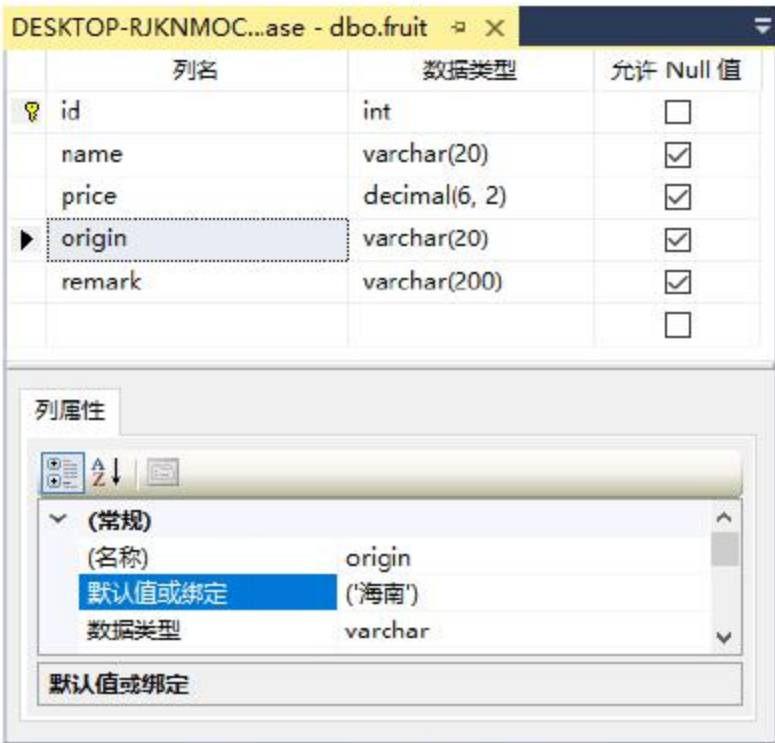 DESKTOP-RJKNMOC...ase - dbo.fruit
列名 数据类型 允许 Null 值
id int
name varchar(20)
price decimal(6, 2)
origin varchar(20)
remark varchar(200)
列属性
(常规)
(名称) origin
默认值或绑定 ('海南')
数据类型 varchar
默认值或绑定